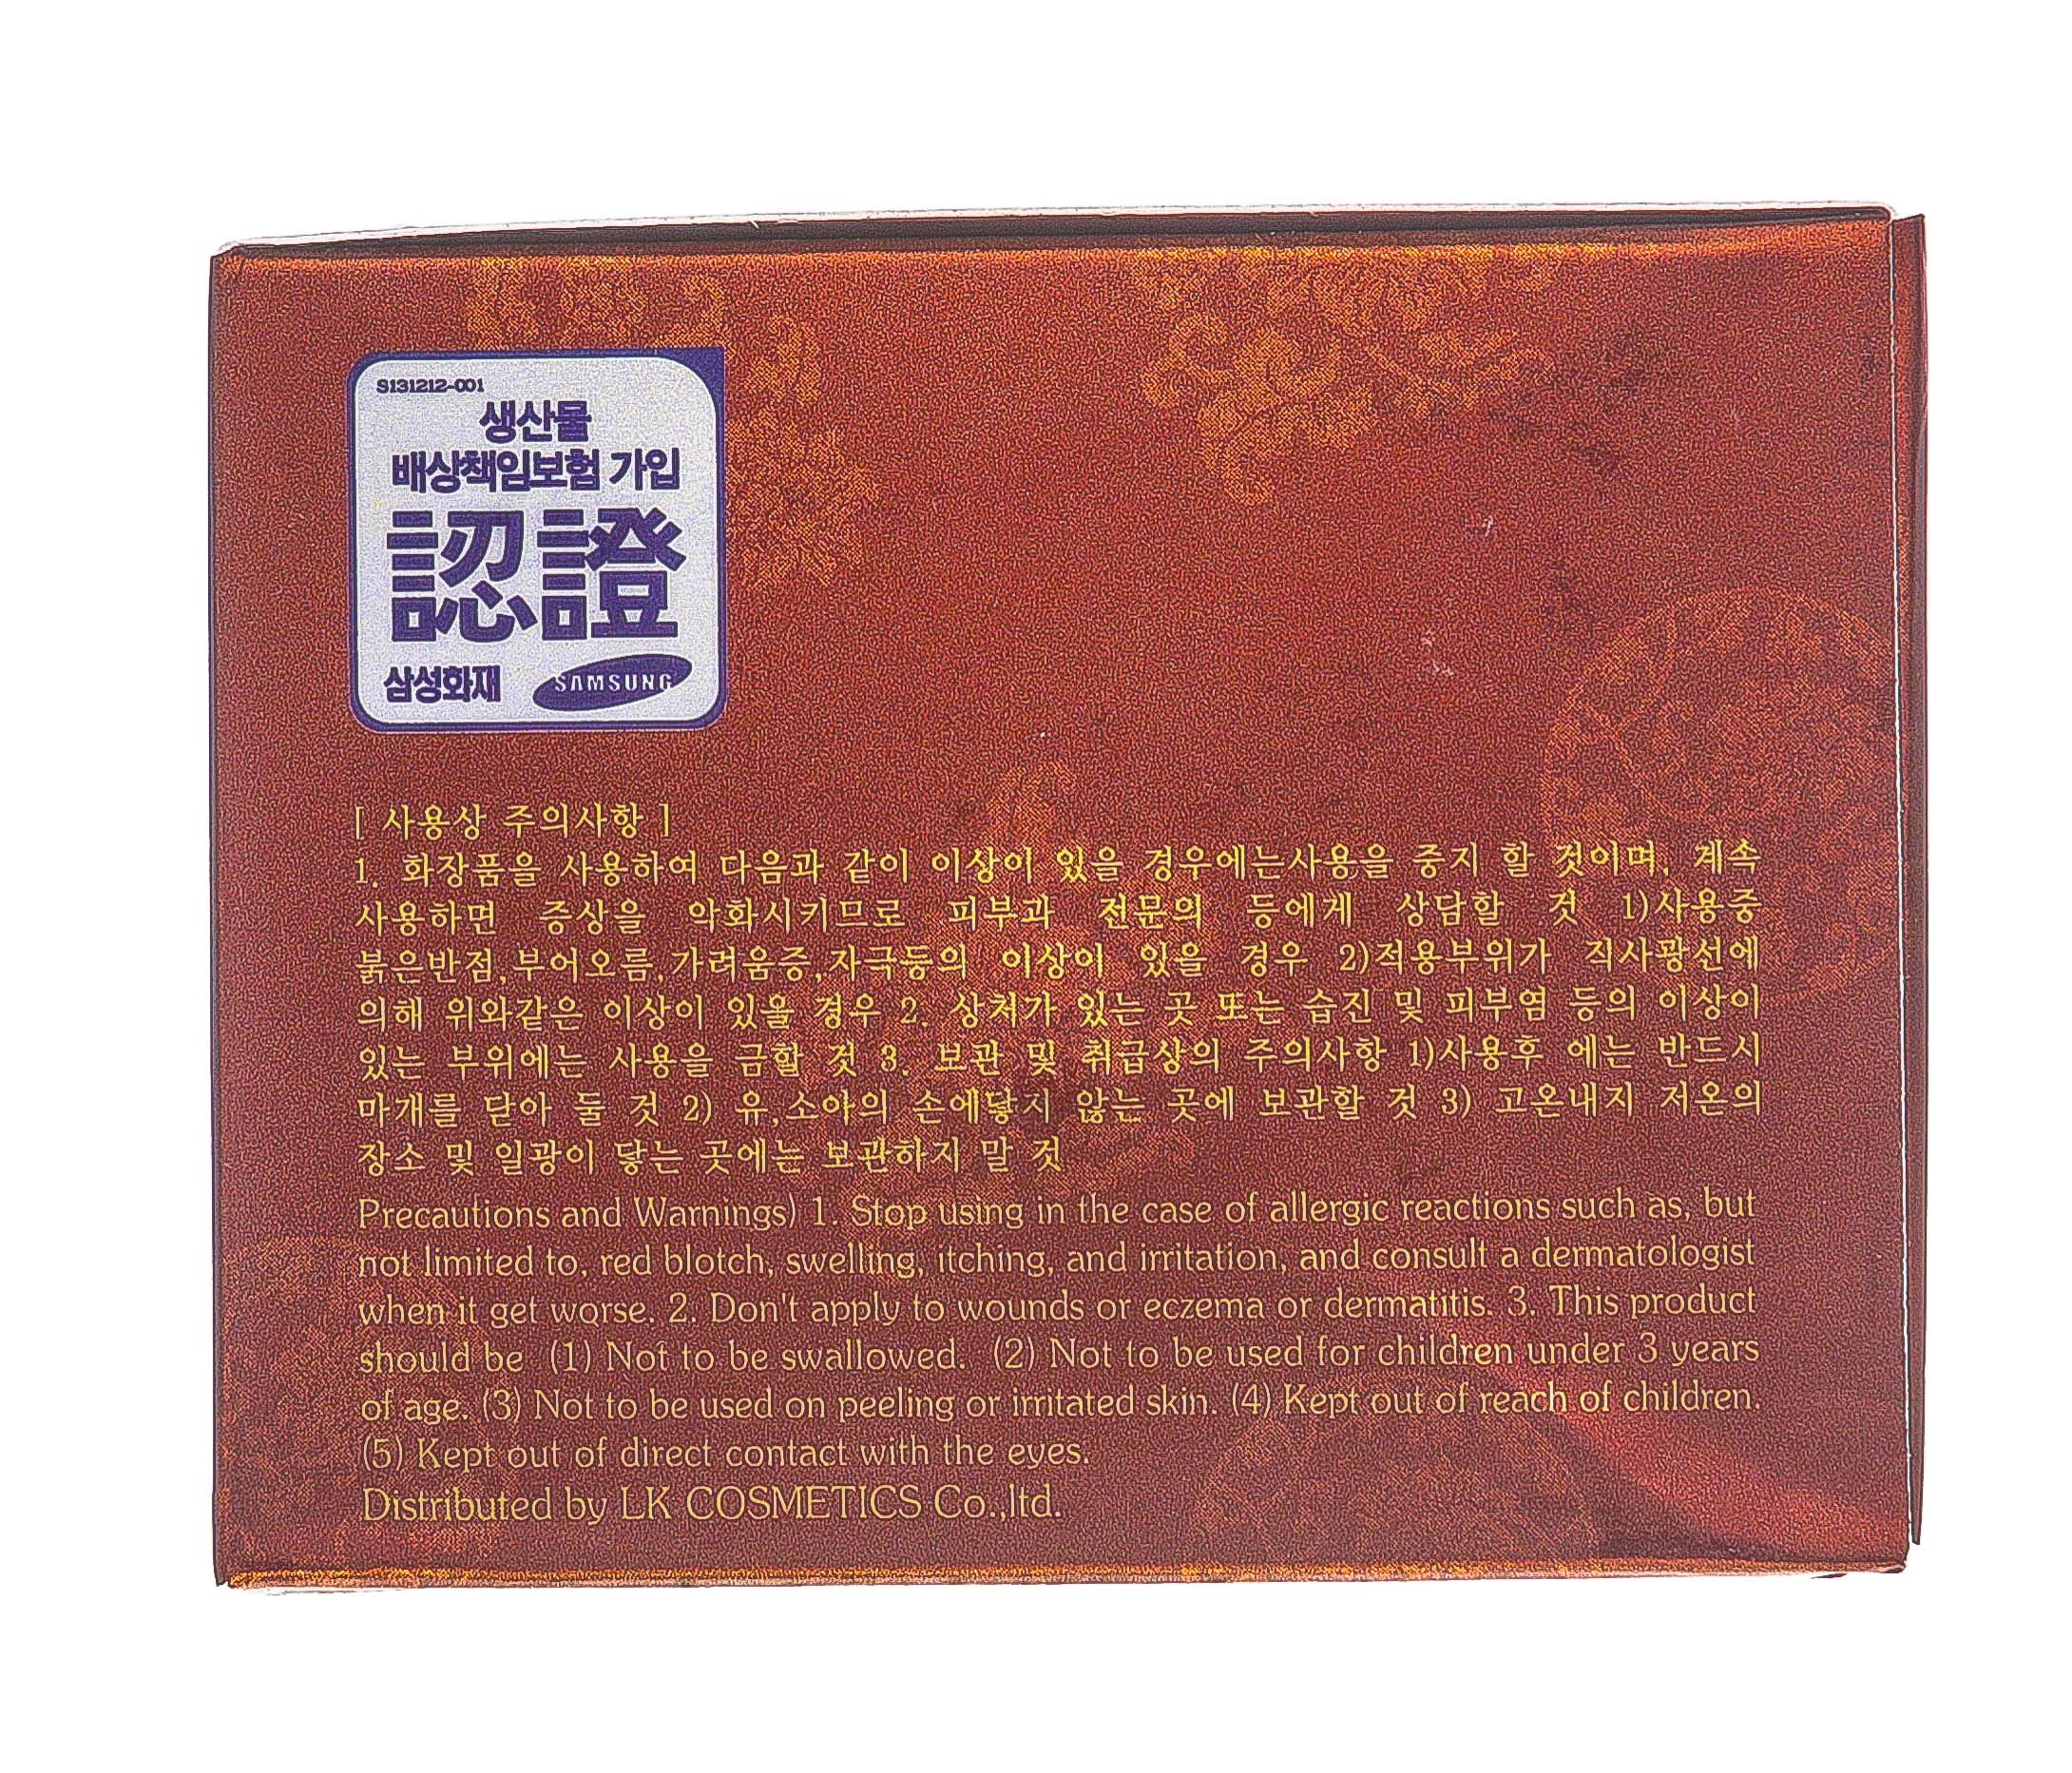 S131212-001
생산물
배상책임보험 가입
認證
삼성화재 SAMSUNG
[ 사용상 주의사항 ]
1. 화장품을 사용하여 다음과 같이 이상이 있을 경우에는사용을 중지 할 것이며, 계속
사용하면 증상을 악화시키므로 피부과 전문의 등에게 상담할 것 1)사용중
붉은반점,부어오름,가려움증,자극등의 이상이 있을 경우 2)적용부위가 직사광선에
의해 위와같은 이상이 있을 경우 2. 상처가 있는 곳 또는 습진 및 피부염 등의 이상이
있는 부위에는 사용을 금할 것 3. 보관 및 취급상의 주의사항 1)사용후 에는 반드시
마개를 닫아 둘 것 2) 유,소아의 손에닿지 않는 곳에 보관할 것 3) 고온내지 저온의
장소 및 일광이 닿는 곳에는 보관하지 말 것
Precautions and Warnings) 1. Stop using in the case of allergic reactions such as, but
not limited to, red blotch, swelling, itching, and irritation, and consult a dermatologist
when it get worse. 2. Don't apply to wounds or eczema or dermatitis. 3. This product
should be (1) Not to be swallowed. (2) Not to be used for children under 3 years
of age. (3) Not to be used on peeling or irritated skin. (4) Kept out of reach of children.
(5) Kept out of direct contact with the eyes.
Distributed by LK COSMETICS Co.,ltd.